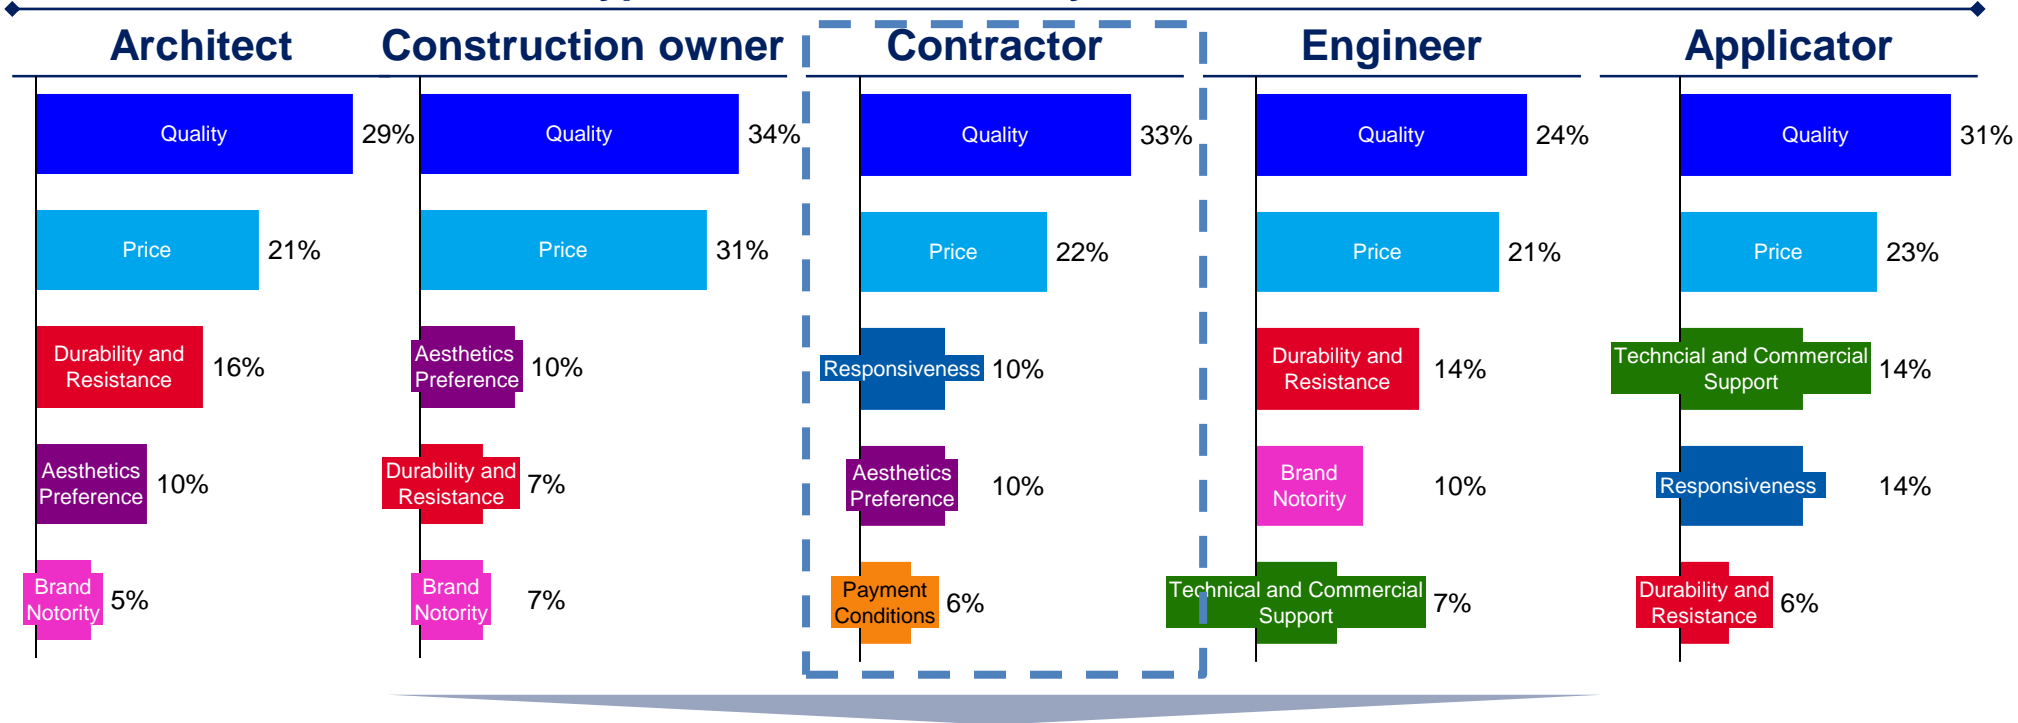 Architect
Quality
29%
Price
21%
Durability and
Resistance
16%
Aesthetics
Preference
10%
Brand
Notority
5%
Construction owner
Quality
34%
Price
31%
Aesthetics
Preference
10%
Durability and
Resistance
7%
Brand
Notority
7%
Contractor
Quality
33%
Price
22%
Responsiveness
10%
Aesthetics
Preference
10%
Payment
Conditions
6%
Engineer
Quality
24%
Price
21%
Durability and
Resistance
14%
Brand
Notority
10%
Technical and Commercial
Support
7%
Applicator
Quality
31%
Price
23%
Techncial and Commercial
Support
14%
Responsiveness
14%
Durability and
Resistance
6%